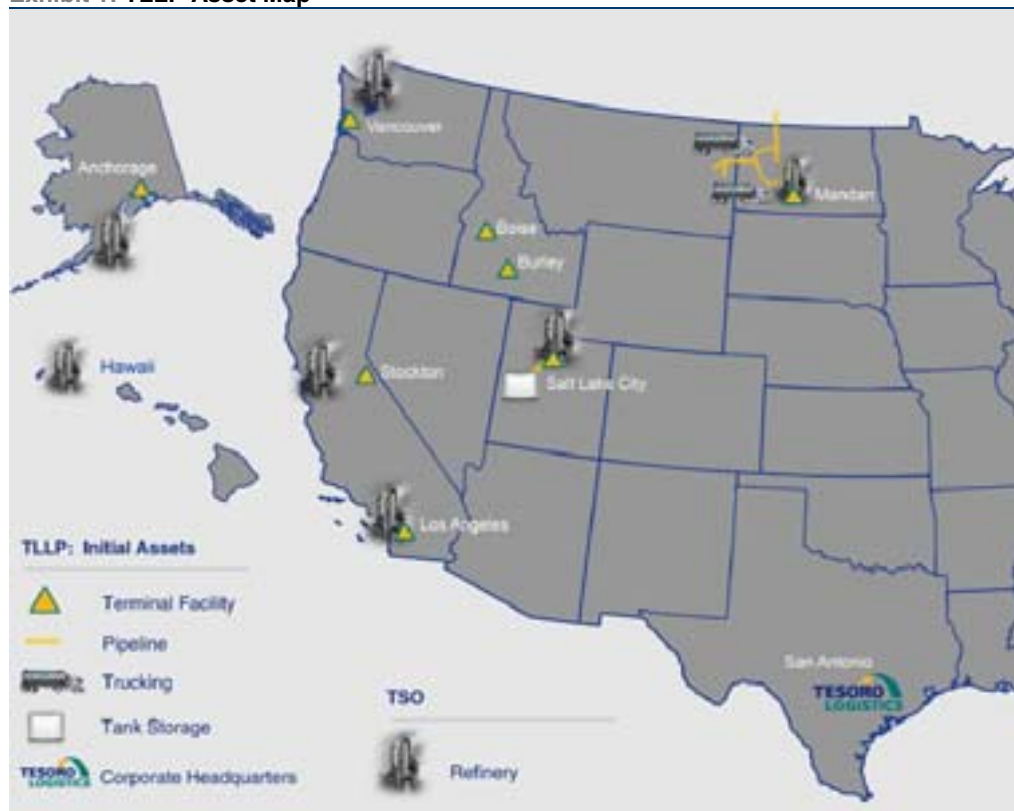 Exhibit 1: TLLP Asset Map
Anchorage
Vancouver
Mandan
Boise
Burley
Hawaii
Stockton
Salt Lake City
Los Angeles
San Antonio
TESORO
LOGISTICS
TLLP: Initial Assets
Terminal Facility
Pipeline
Trucking
Tank Storage
TESORO
LOGISTICS
Corporate Headquarters
TSO
Refinery